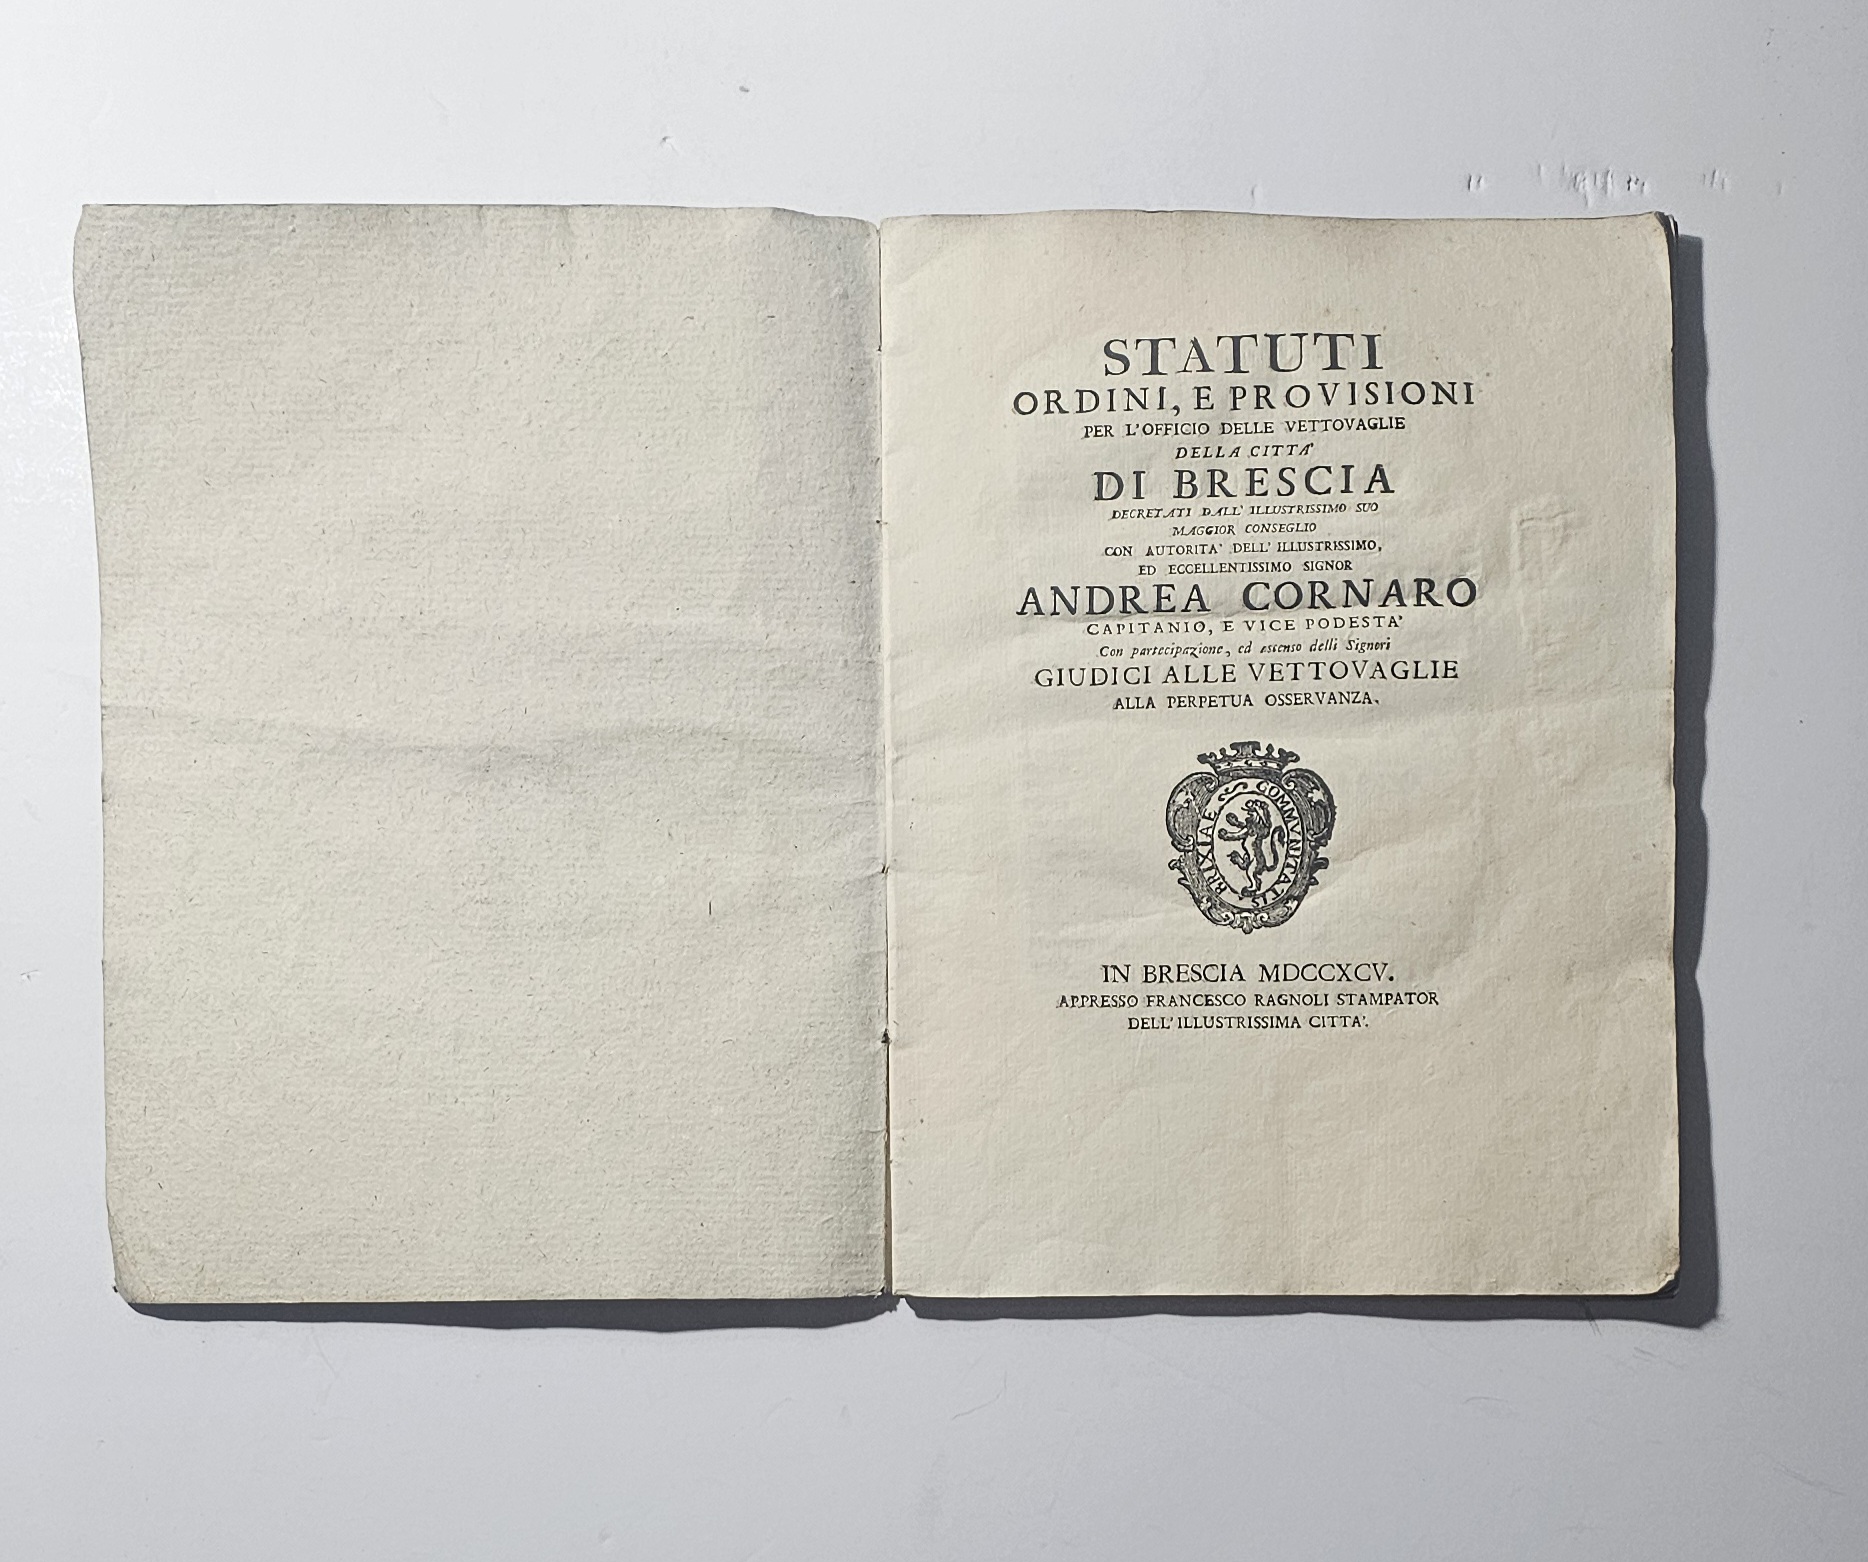 STATUTI
ORDINI, E PROVISIONI
PER L'OFFICIO DELLE VETTOVAGLIE
DELLA CITTA'
DI BRESCIA
DECRETATI DALL' ILLUSTRISSIMO SUO
MAGGIOR CONSEGLIO
CON AUTORITA' DELL' ILLUSTRISSIMO,
ED ECCELLENTISSIMO SIGNOR
ANDREA CORNARO
CAPITANIO, E VICE PODESTA'
Con partecipazione, ed assenso delli Signori
GIUDICI ALLE VETTOVAGLIE
ALLA PERPETUA OSSERVANZA.
BRIXIAE COMMVNITATIS
IN BRESCIA MDCCXCV.
APPRESSO FRANCESCO RAGNOLI STAMPATOR
DELL' ILLUSTRISSIMA CITTA'.